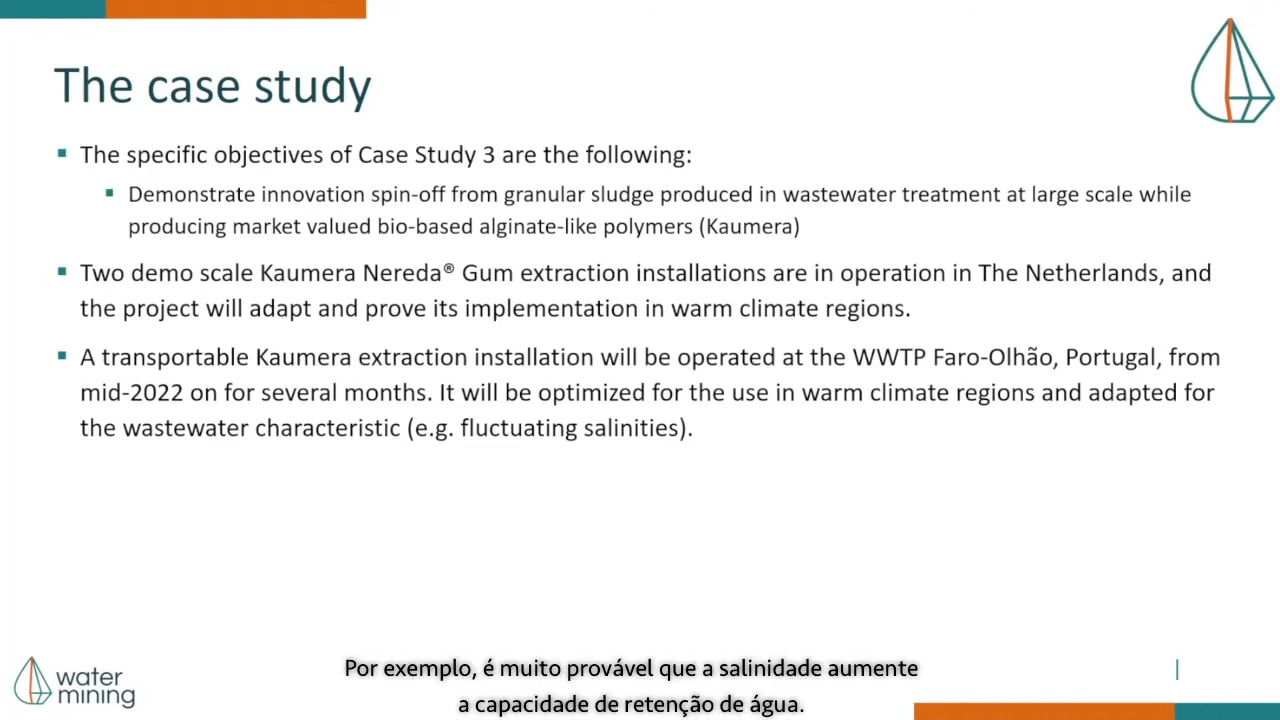 The case study
The specific objectives of Case Study 3 are the following:
Demonstrate innovation spin-off from granular sludge produced in wastewater treatment at large scale while
producing market valued bio-based alginate-like polymers (Kaumera)
Two demo scale Kaumera Nereda® Gum extraction installations are in operation in The Netherlands, and
the project will adapt and prove its implementation in warm climate regions.
A transportable Kaumera extraction installation will be operated at the WWTP Faro-Olhão, Portugal, from
mid-2022 on for several months. It will be optimized for the use in warm climate regions and adapted for
the wastewater characteristic (e.g. fluctuating salinities).
water
mining
Por exemplo, é muito provável que a salinidade aumente
a capacidade de retenção de água.